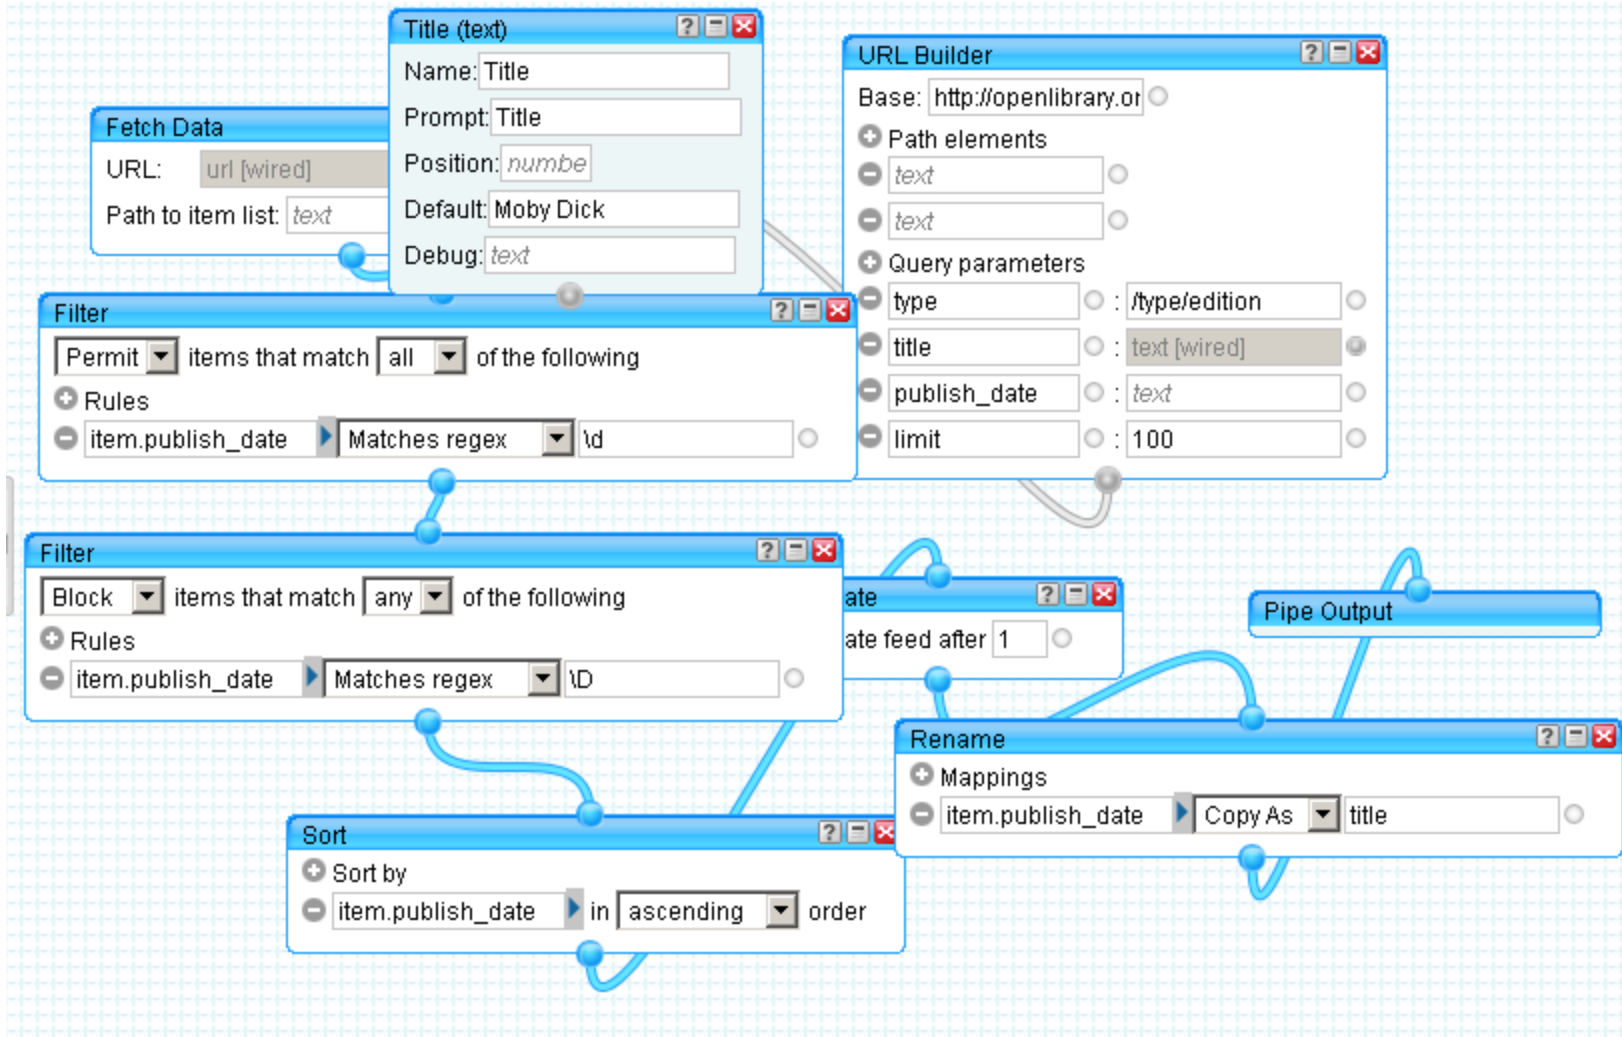 Title (text)
Name: Title
Prompt: Title
Position: numbe
Default: Moby Dick
Debug: text
URL Builder
Base: http://openlibrary.or
Path elements
text
text
Query parameters
type : /type/edition
title : text [wired]
publish_date : text
limit : 100
Fetch Data
URL: url [wired]
Path to item list: text
Filter
Permit items that match all of the following
Rules
item.publish_date Matches regex \d
Filter
Block items that match any of the following
Rules
item.publish_date Matches regex \D
ate
ate feed after 1
Pipe Output
Rename
Mappings
item.publish_date Copy As title
Sort
Sort by
item.publish_date in ascending order